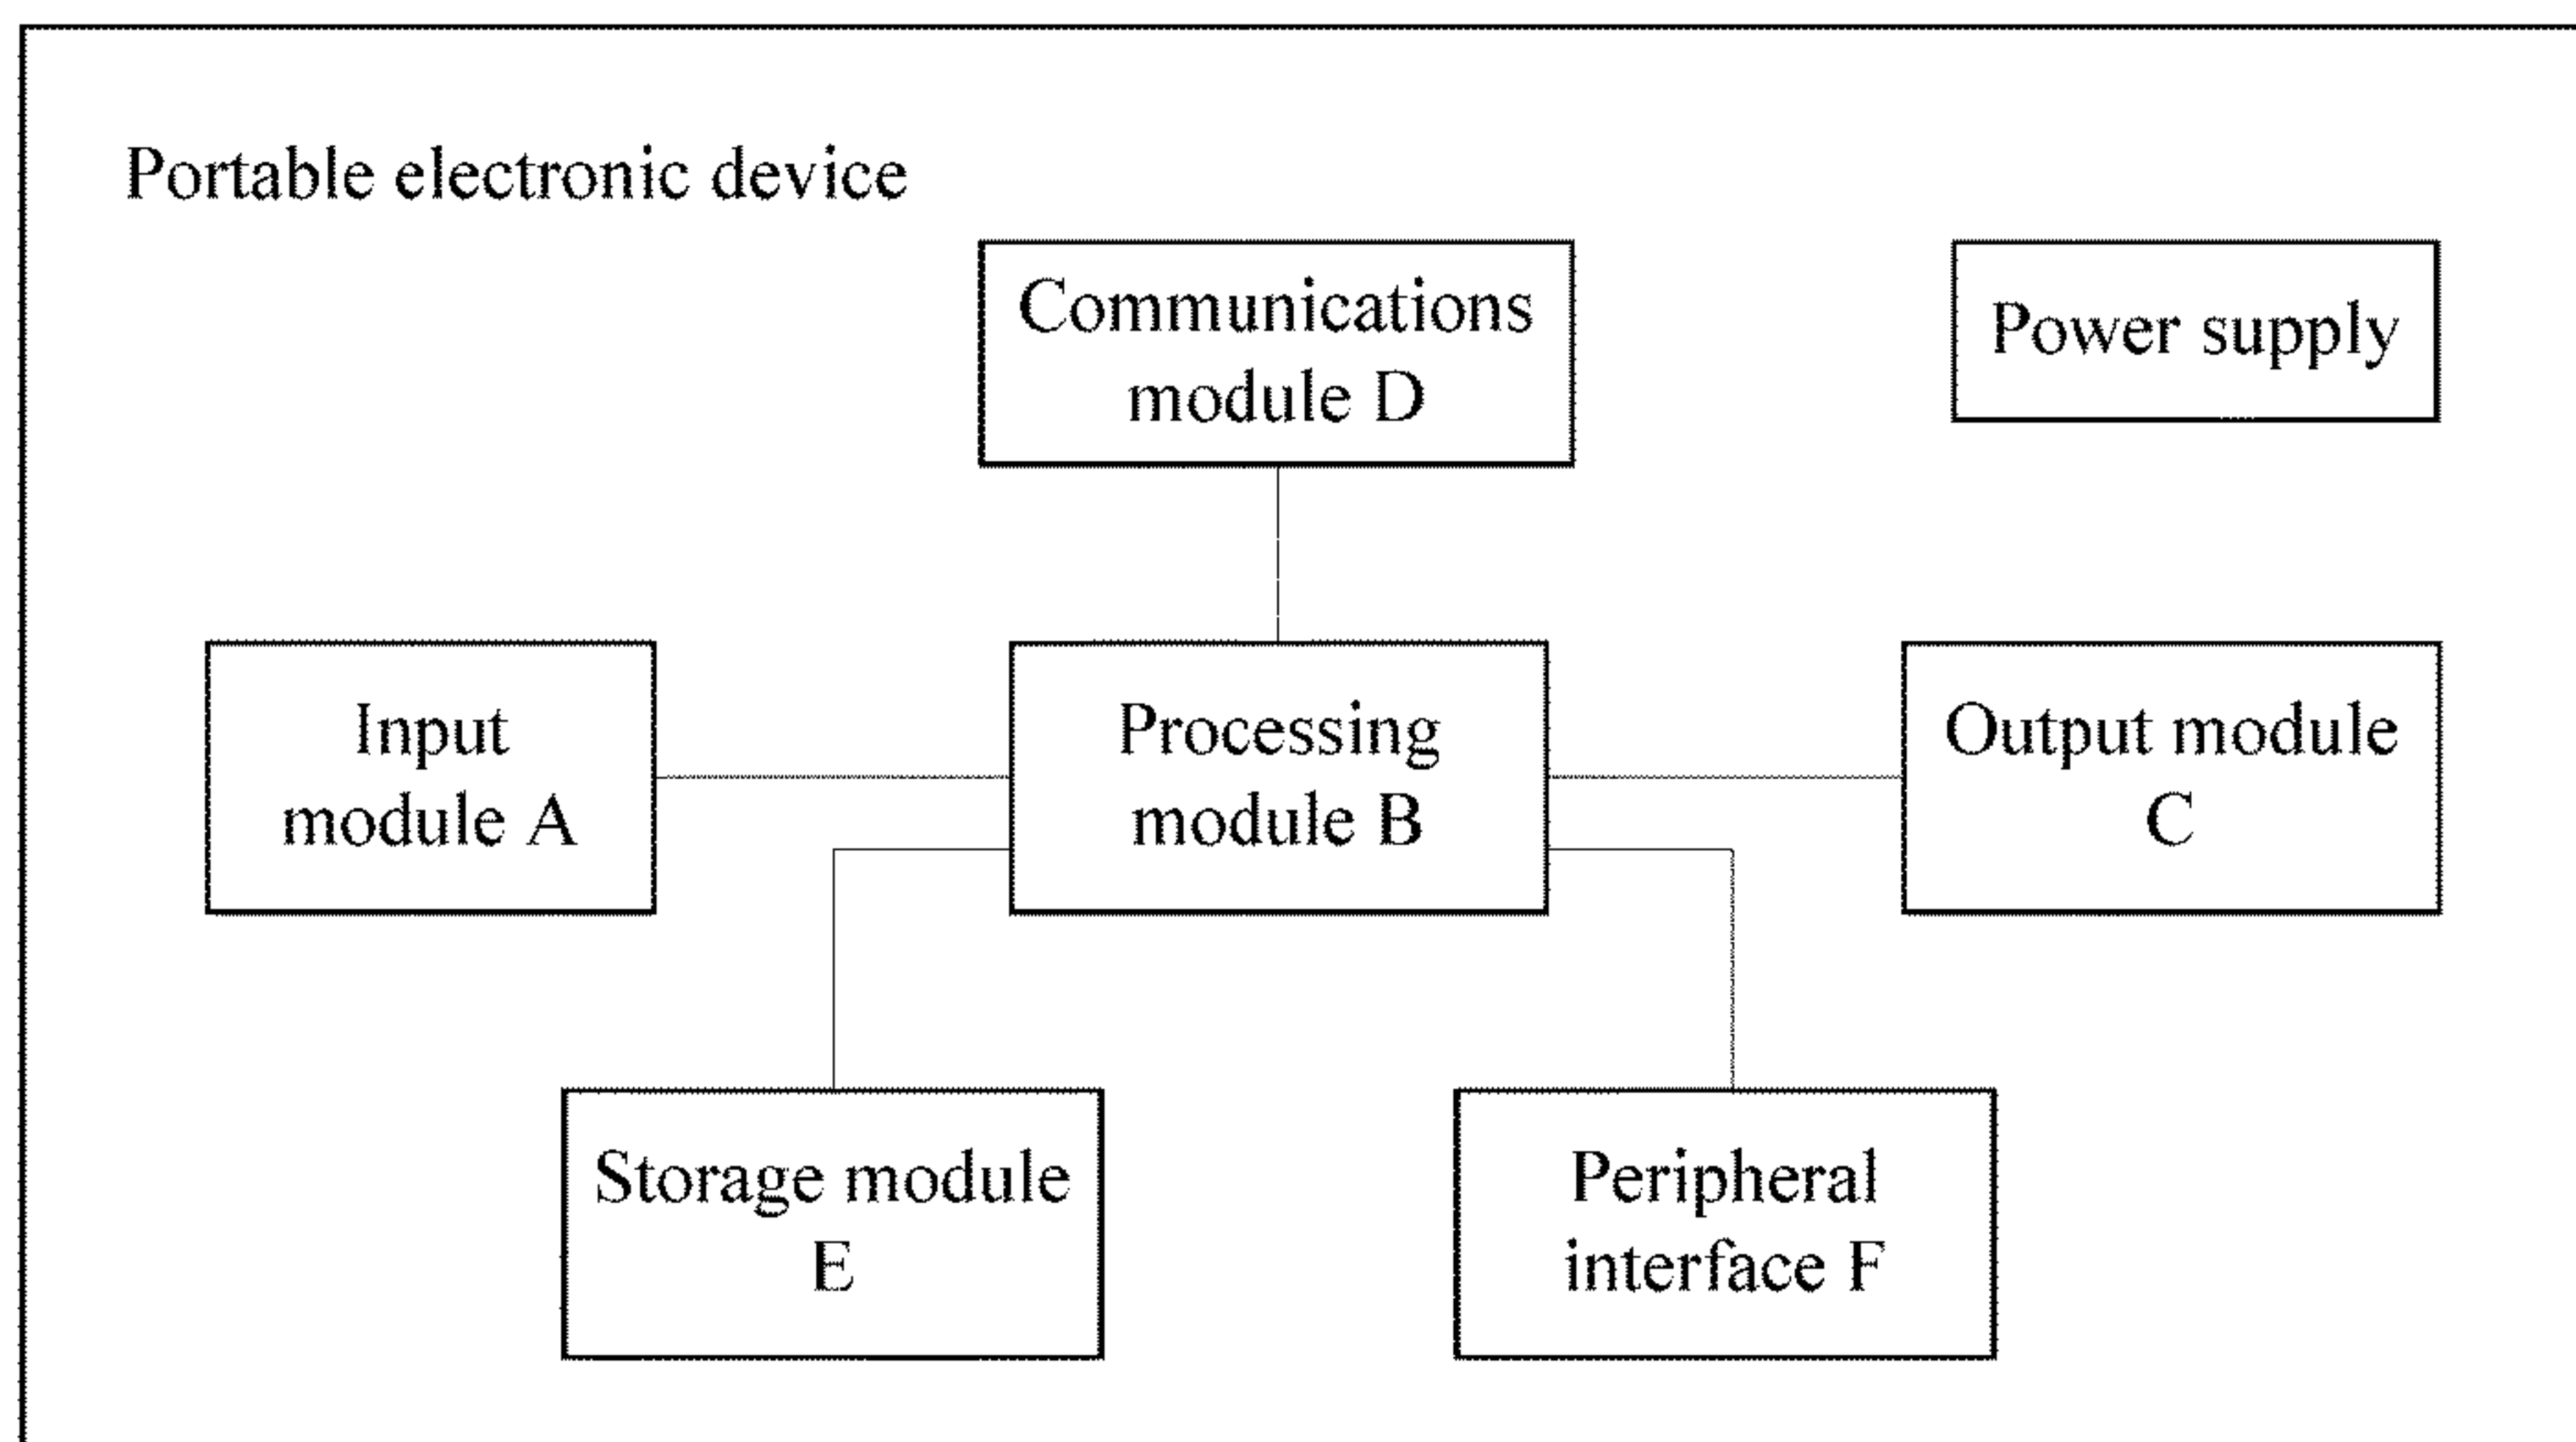 Portable electronic device
Communications
module D
Power supply
Input
module A
Processing
module B
Output module
C
Storage module
E
Peripheral
interface F